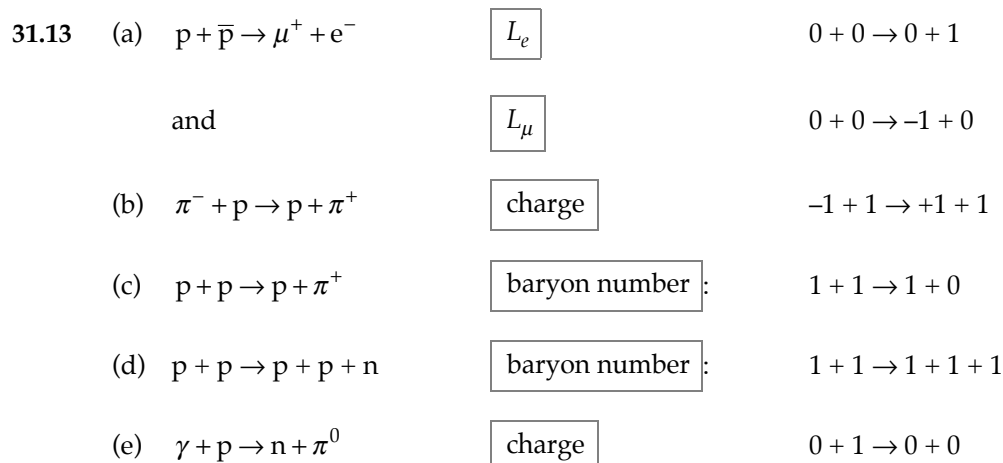 31.13 (a) p + p̅ → μ⁺ + e⁻ Lₑ 0 + 0 → 0 + 1
and L_μ 0 + 0 → –1 + 0
(b) π⁻ + p → p + π⁺ charge –1 + 1 → +1 + 1
(c) p + p → p + π⁺ baryon number: 1 + 1 → 1 + 0
(d) p + p → p + p + n baryon number: 1 + 1 → 1 + 1 + 1
(e) γ + p → n + π⁰ charge 0 + 1 → 0 + 0